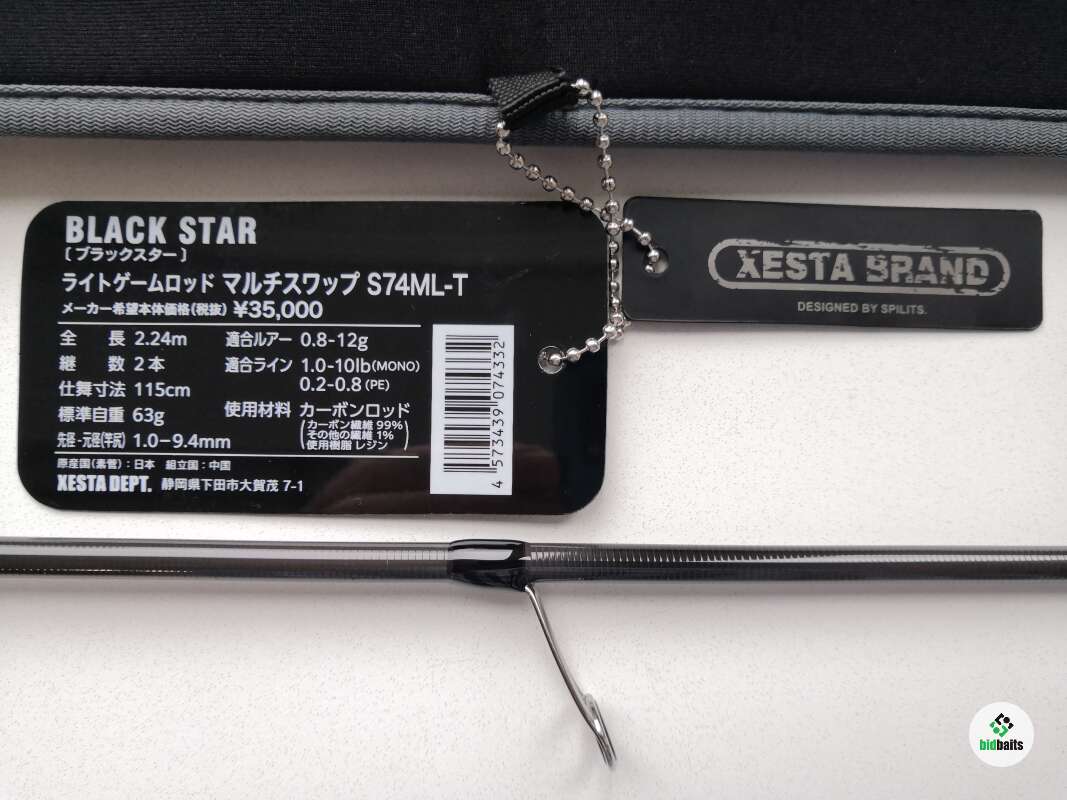 BLACK STAR
［ブラックスター］
ライトゲームロッド マルチスワップ S74ML-T
メーカー希望本体価格(税抜) ¥35,000
全 長 2.24m 適合ルアー 0.8-12g
継 数 2本 適合ライン 1.0-10lb(MONO)
0.2-0.8(PE)
仕舞寸法 115cm
標準自重 63g 使用材料 カーボンロッド
(カーボン繊維 99%
その他の繊維 1%
使用樹脂 レジン)
先径-元径(竿尻) 1.0-9.4mm
原産国(素管)：日本 組立国：中国
XESTA DEPT. 静岡県下田市大賀茂 7-1
4 573439 074332
XESTA BRAND
DESIGNED BY SPILITS.
bidbaits